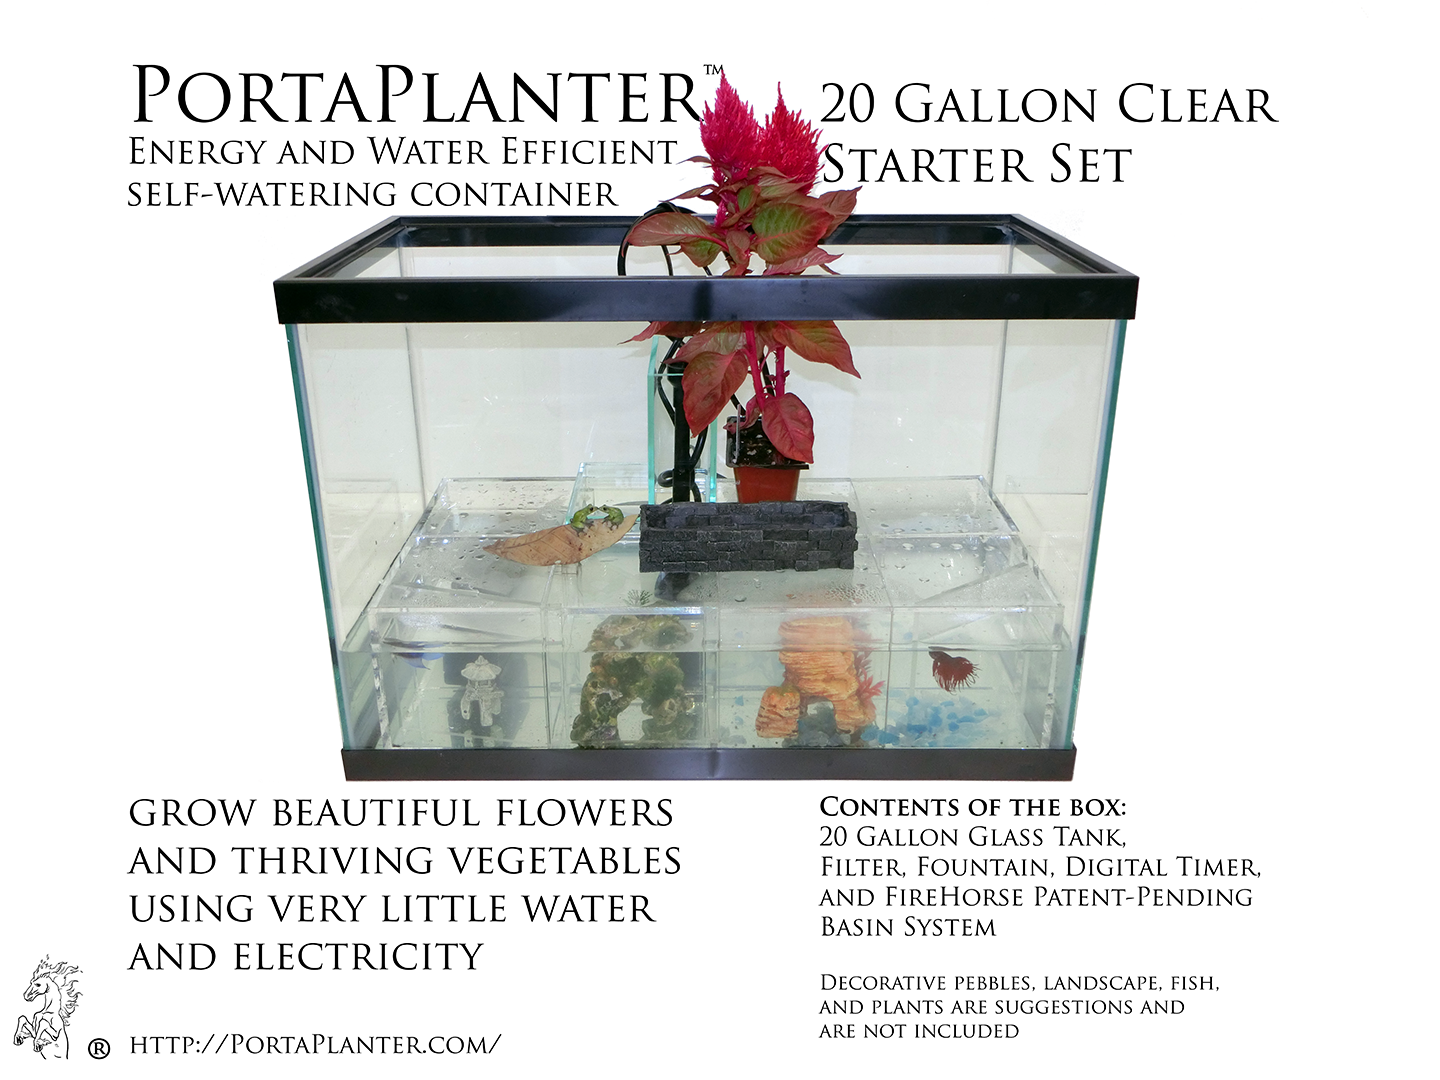 PortaPlanter™
Energy and Water Efficient
self-watering container
20 Gallon Clear
Starter Set
grow beautiful flowers
and thriving vegetables
using very little water
and electricity
Contents of the box:
20 Gallon Glass Tank,
Filter, Fountain, Digital Timer,
and FireHorse Patent-Pending
Basin System
Decorative pebbles, landscape, fish,
and plants are suggestions and
are not included
® http://PortaPlanter.com/